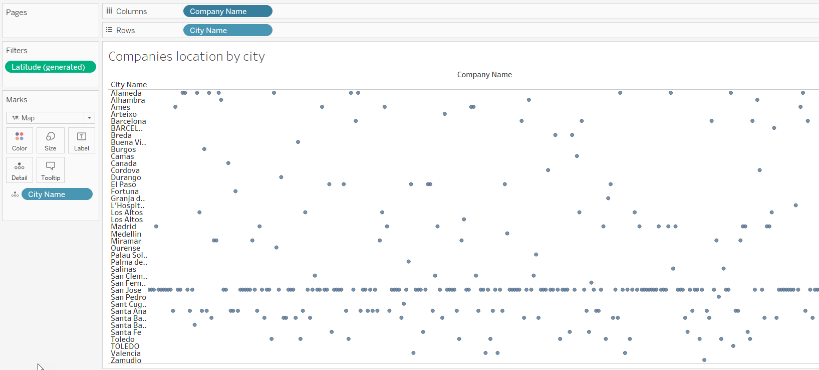 Pages
Columns
Company Name
Rows
City Name
Filters
Latitude (generated)
Marks
Map
Color
Size
Label
Detail
Tooltip
City Name
Companies location by city
Company Name
City Name
Alameda
Alhambra
Ames
Arteixo
Barcelona
BARCEL..
Breda
Buena Vi..
Burgos
Camas
Canada
Cordova
Durango
El Paso
Fortuna
Granja d..
L'Hospit..
Los Altos
Los Altos
Madrid
Medellin
Miramar
Ourense
Palau Sol..
Palma de..
Salinas
San Clem..
San Fern..
San Jose
San Pedro
Sant Cug..
Santa Ana
Santa Ba..
Santa Ba..
Santa Fe
Toledo
TOLEDO
Valencia
Zamudio